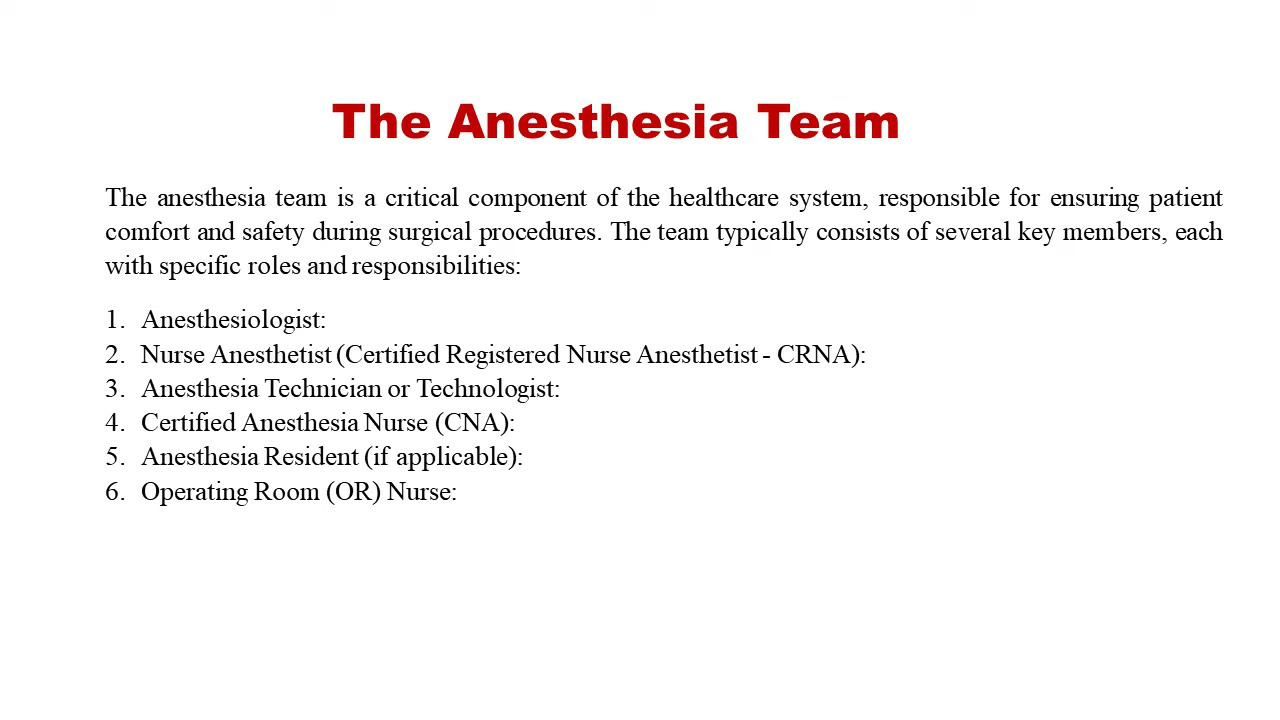 The Anesthesia Team
The anesthesia team is a critical component of the healthcare system, responsible for ensuring patient
comfort and safety during surgical procedures. The team typically consists of several key members, each
with specific roles and responsibilities:
1. Anesthesiologist:
2. Nurse Anesthetist (Certified Registered Nurse Anesthetist - CRNA):
3. Anesthesia Technician or Technologist:
4. Certified Anesthesia Nurse (CNA):
5. Anesthesia Resident (if applicable):
6. Operating Room (OR) Nurse: